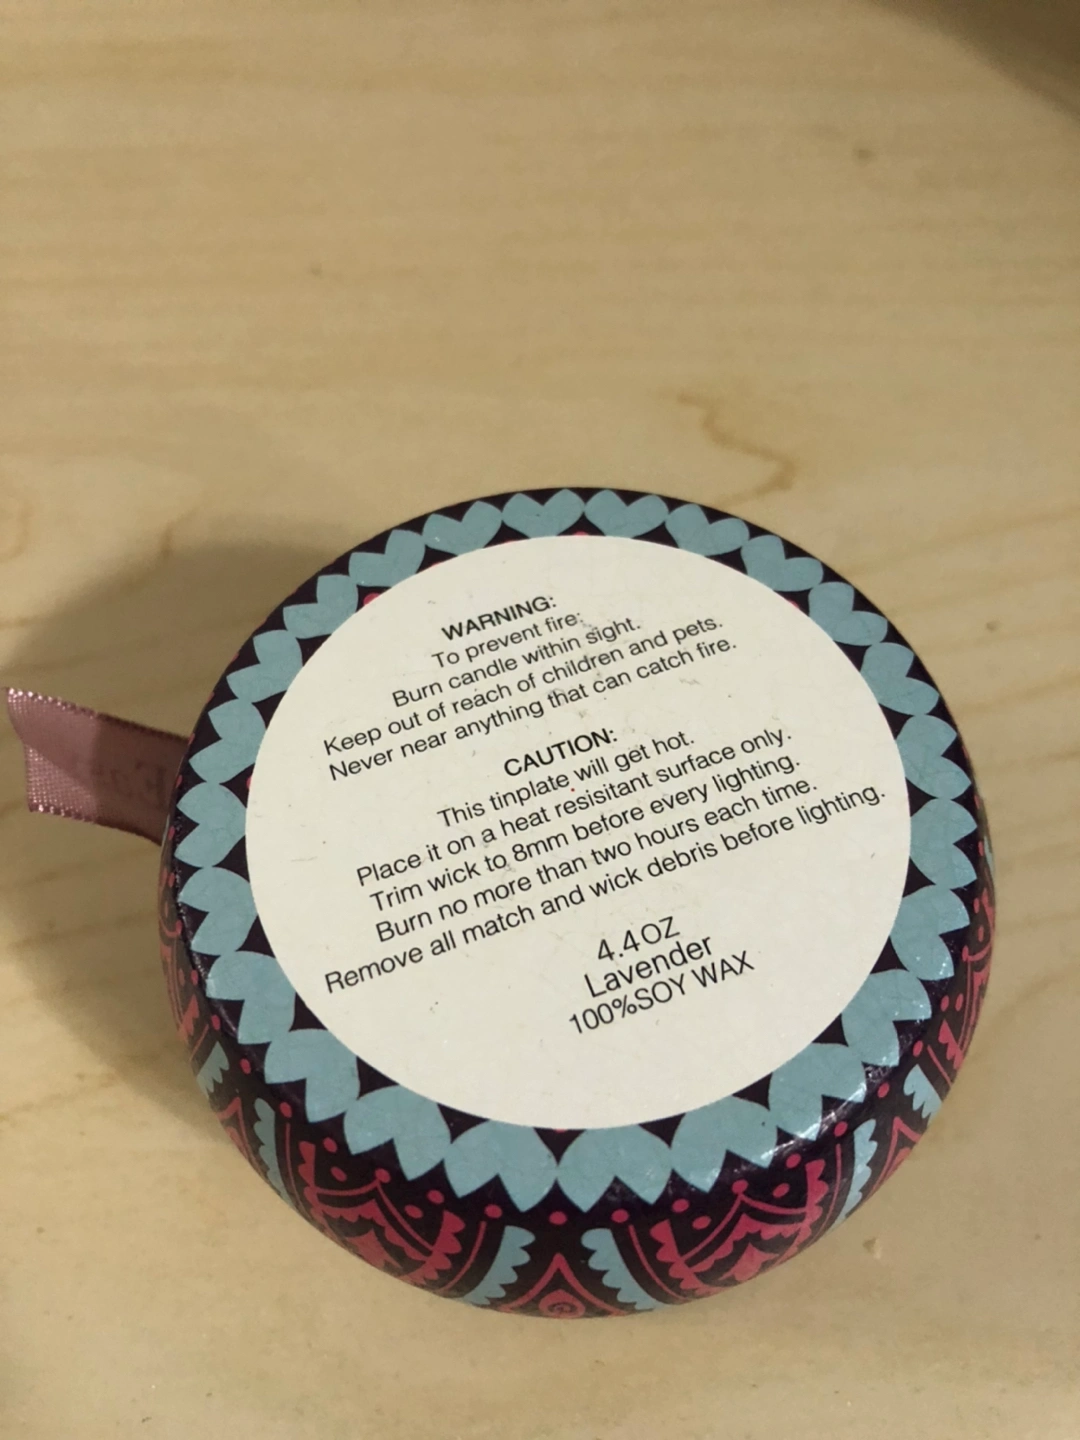 WARNING:
To prevent fire:
Burn candle within sight.
Keep out of reach of children and pets.
Never near anything that can catch fire.
CAUTION:
This tinplate will get hot.
Place it on a heat resisitant surface only.
Trim wick to 8mm before every lighting.
Burn no more than two hours each time.
Remove all match and wick debris before lighting.
4.4OZ
Lavender
100%SOY WAX